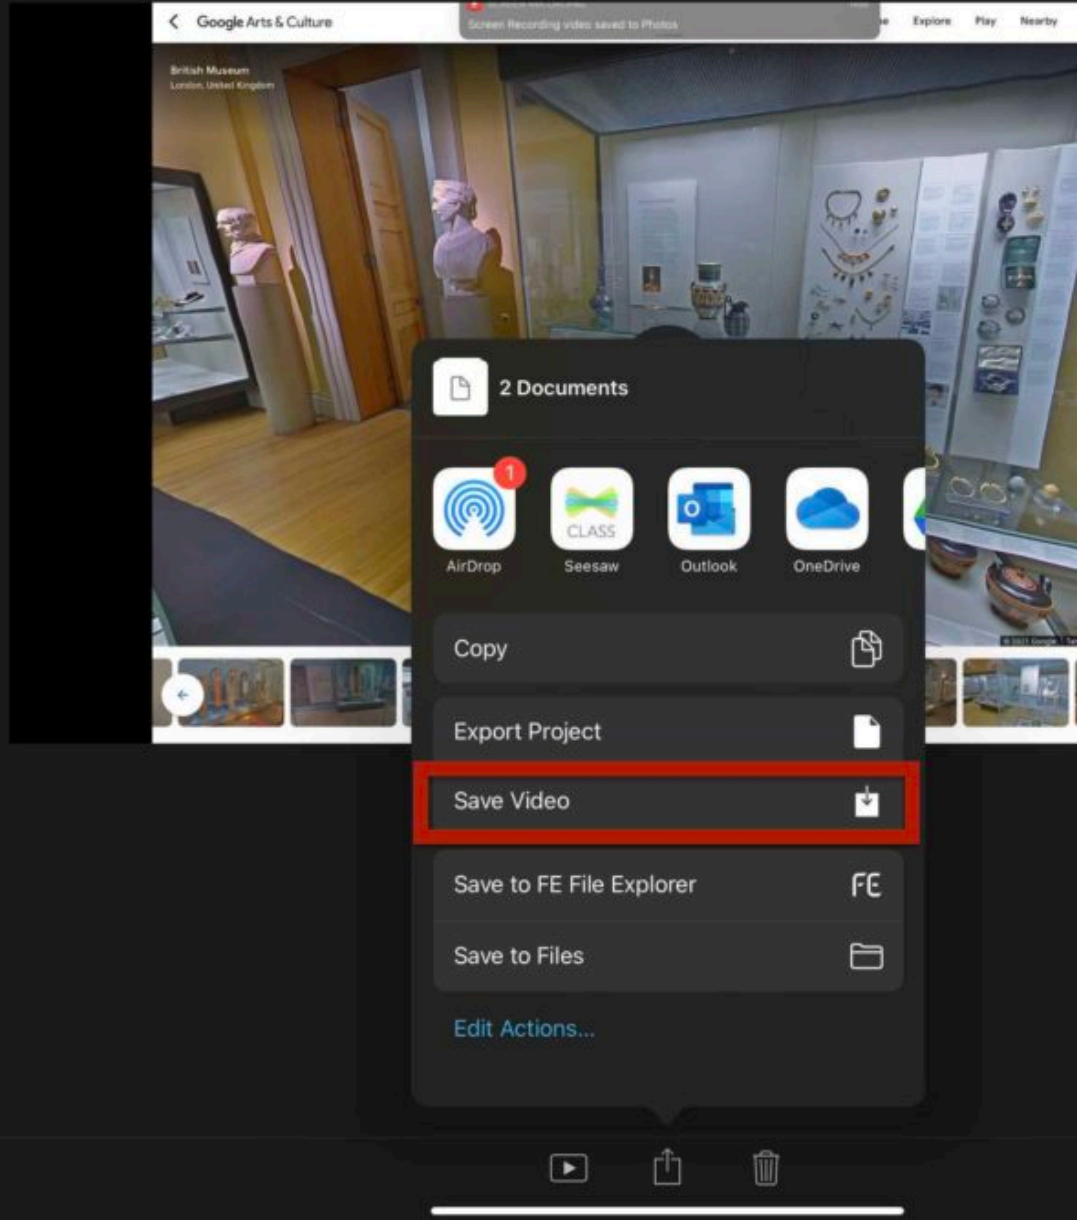 Google Arts & Culture
Screen Recording video saved to Photos
Explore Play Nearby
British Museum
London, United Kingdom
2 Documents
1
CLASS
AirDrop Seesaw Outlook OneDrive
Copy
© 2021 Google
Export Project
Save Video
Save to FE File Explorer
FE
Save to Files
Edit Actions...